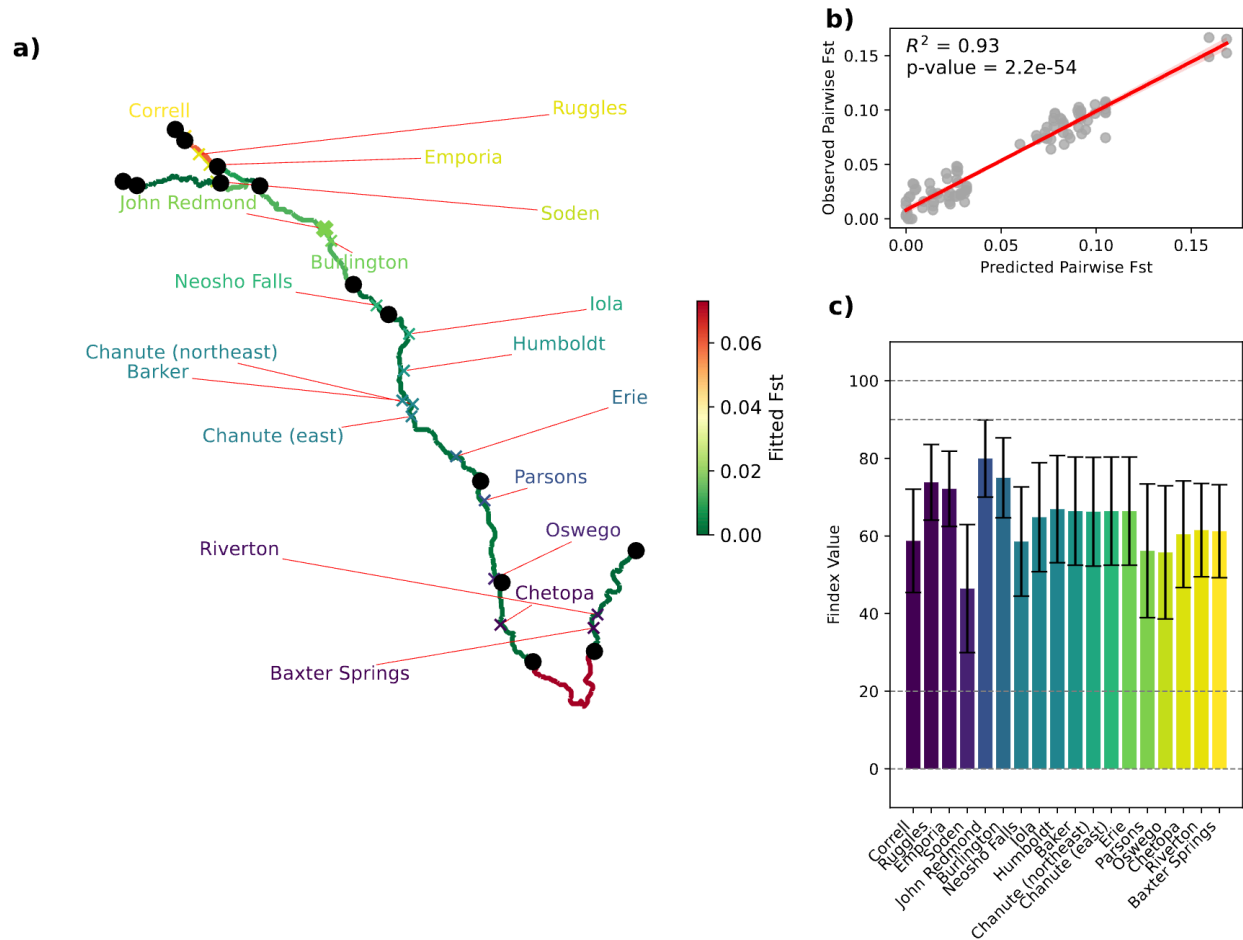 a)
Correll
Ruggles
Emporia
John Redmond
Soden
Burlington
Neosho Falls
Iola
Humboldt
Chanute (northeast)
Barker
Erie
Chanute (east)
Parsons
Oswego
Riverton
Chetopa
Baxter Springs
0.06
0.04
0.02
0.00
Fitted Fst
b)
R² = 0.93
p-value = 2.2e-54
0.15
0.10
0.05
0.00
Observed Pairwise Fst
0.00 0.05 0.10 0.15
Predicted Pairwise Fst
c)
100
80
60
40
20
0
Findex Value
Correll
Ruggles
Emporia
Soden
John Redmond
Burlington
Neosho Falls
Iola
Humboldt
Baker
Chanute (northeast)
Chanute (east)
Erie
Parsons
Oswego
Chetopa
Riverton
Baxter Springs